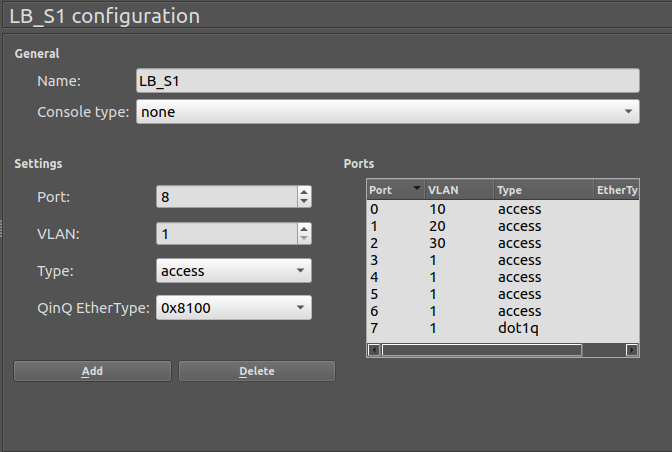 LB_S1 configuration
General
Name: LB_S1
Console type: none
Settings
Port: 8
VLAN: 1
Type: access
QinQ EtherType: 0x8100
Add Delete
Ports
Port VLAN Type EtherTy
0 10 access
1 20 access
2 30 access
3 1 access
4 1 access
5 1 access
6 1 access
7 1 dot1q